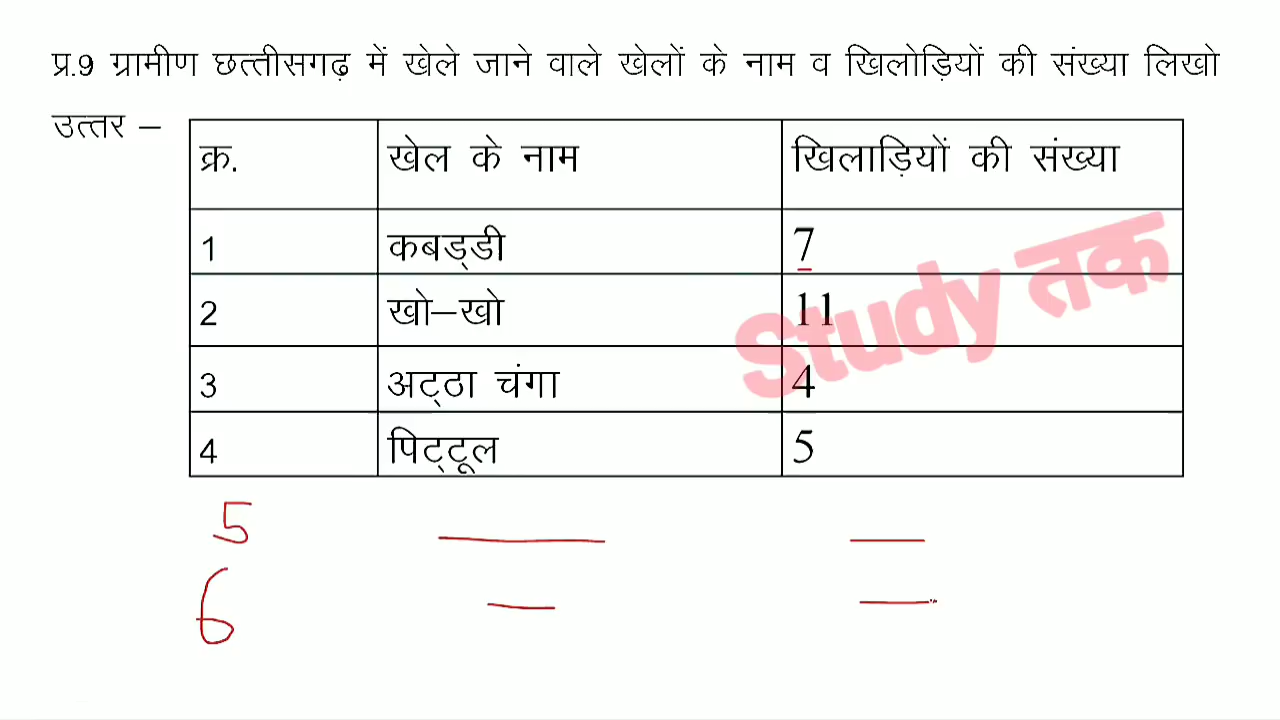 प्र.9 ग्रामीण छत्तीसगढ़ में खेले जाने वाले खेलों के नाम व खिलोड़ियों की संख्या लिखो
उत्तर –
क्र. खेल के नाम खिलाड़ियों की संख्या
1 कबड्डी 7
2 खो–खो 11
3 अट्ठा चंगा 4
4 पिट्टूल 5
Study तक
5
6